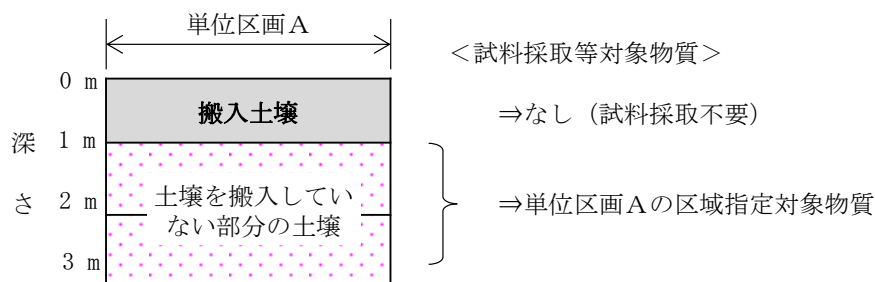 単位区画A
＜試料採取等対象物質＞
0 m
搬入土壌
⇒なし（試料採取不要）
深さ
1 m
2 m
土壌を搬入してい
ない部分の土壌
⇒単位区画Aの区域指定対象物質
3 m